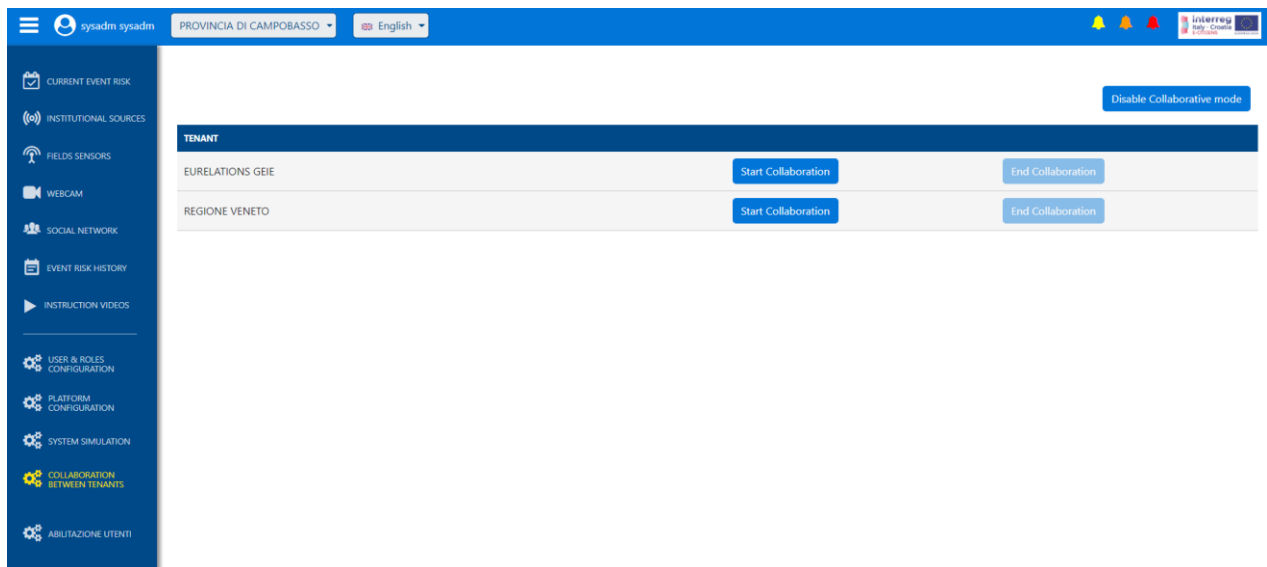 sysadm sysadm
PROVINCIA DI CAMPOBASSO
English
interreg
Italy - Croatia
E-CITIJENS
CURRENT EVENT RISK
INSTITUTIONAL SOURCES
FIELDS SENSORS
WEBCAM
SOCIAL NETWORK
EVENT RISK HISTORY
INSTRUCTION VIDEOS
USER & ROLES
CONFIGURATION
PLATFORM
CONFIGURATION
SYSTEM SIMULATION
COLLABORATION
BETWEEN TENANTS
ABILITAZIONE UTENTI
Disable Collaborative mode
TENANT
EURELATIONS GEIE Start Collaboration End Collaboration
REGIONE VENETO Start Collaboration End Collaboration